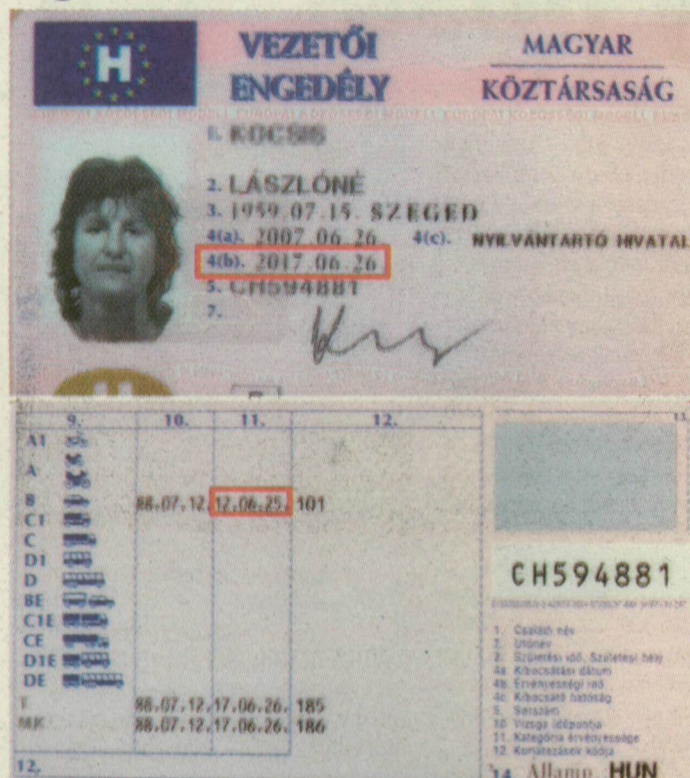 H
VEZETŐI
ENGEDÉLY
MAGYAR
KÖZTÁRSASÁG
1. KOCSIS
2. LÁSZLÓNÉ
3. 1959.07.15. SZEGED
4(a). 2007.06.26 4(c). NYILVÁNTARTÓ HIVATAL
4(b). 2017.06.26
5. CH594881
7.
9. 10. 11. 12. 13.
A1
A
B 88.07.12. 12.06.25. 101
C1
C
D1
D
BE
C1E
CE
D1E
DE
T 88.07.12. 17.06.26. 185
MK 88.07.12. 17.06.26. 186
12.
CH594881
1. Családi név
2. Utónév
3. Születési idő, Születési hely
4a. Kibocsátási dátum
4b. Érvényességi idő
4c. Kibocsátó hatóság
5. Sorszám
10. Vizsga időpontja
11. Kategória érvényessége
12. Korlátozások kódja
14. Államp. HUN